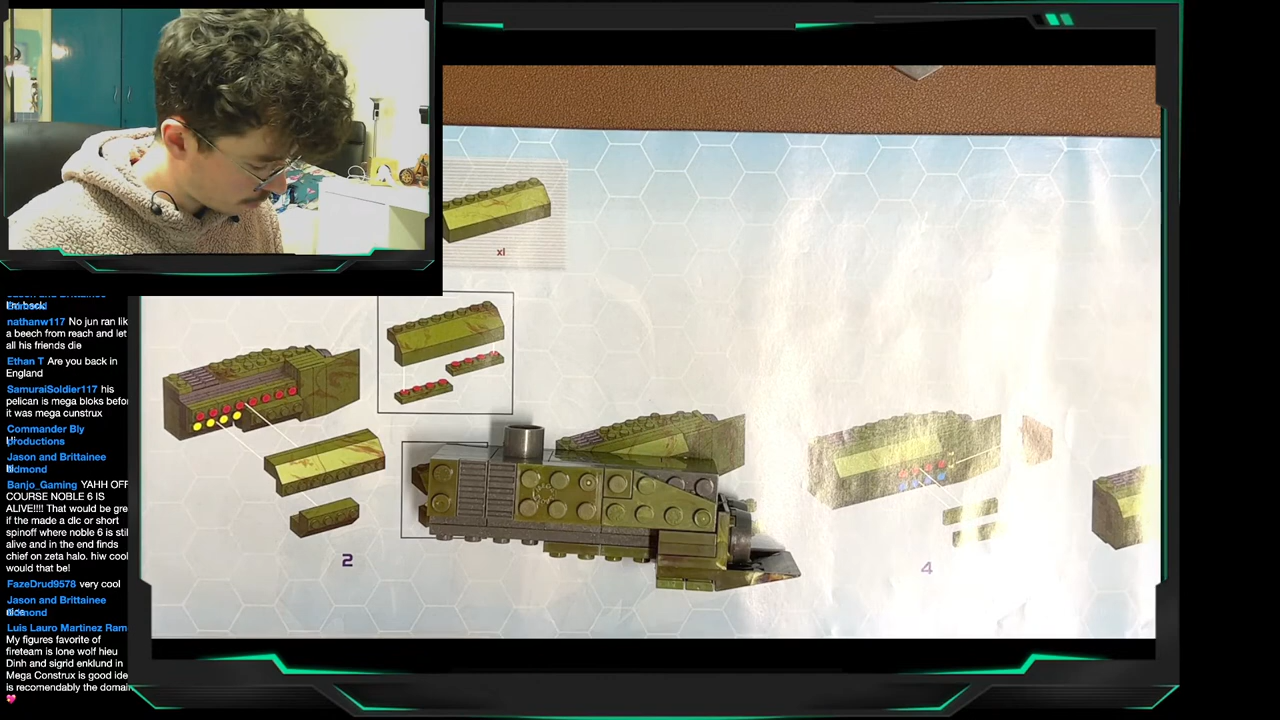 I'm back
nathanw117 No jun ran lik
a beech from reach and let
all his friends die
Ethan T Are you back in
England
SamuraiSoldier117 his
pelican is mega bloks befor
it was mega cunstrux
Commander Bly
productions
Jason and Brittainee
Edmond
Banjo_Gaming YAHH OFF
COURSE NOBLE 6 IS
ALIVE!!!! That would be gre
if the made a dlc or short
spinoff where noble 6 is stil
alive and in the end finds
chief on zeta halo. hiw cool
would that be!
FazeDrud9578 very cool
Jason and Brittainee
Edmond
Luis Lauro Martinez Ram
My figures favorite of
fireteam is lone wolf hieu
Dinh and sigrid enklund in
Mega Construx is good ide
is recomendably the domain
x1
2
4